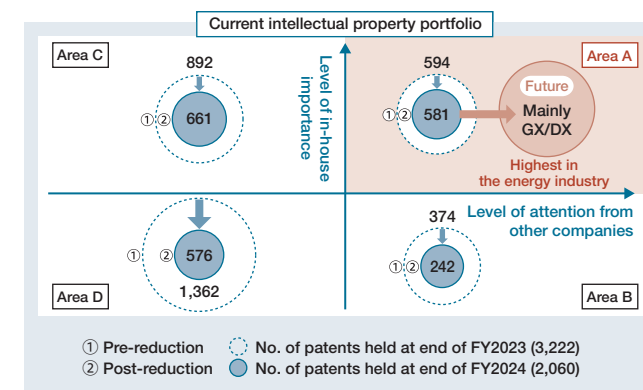 Current intellectual property portfolio
Area C
Level of in-house
importance
Area A
892
①② 661
594
①② 581
Future
Mainly
GX/DX
Highest in
the energy industry
Level of attention from
other companies
① ② 576
1,362
374
①② 242
Area D
Area B
① Pre-reduction No. of patents held at end of FY2023 (3,222)
② Post-reduction No. of patents held at end of FY2024 (2,060)